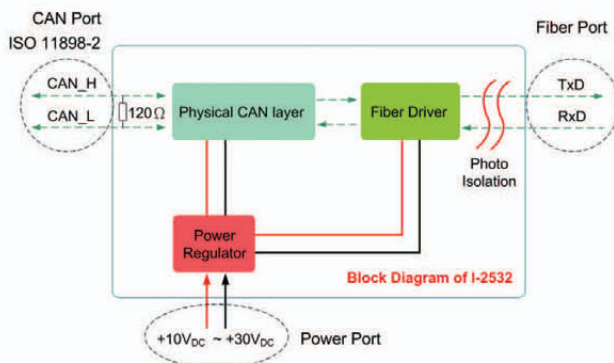 CAN Port
ISO 11898-2
Fiber Port
CAN_H
CAN_L
120Ω
Physical CAN layer
Fiber Driver
TxD
RxD
Photo
Isolation
Power
Regulator
Block Diagram of I-2532
+10VDC ~ +30VDC
Power Port